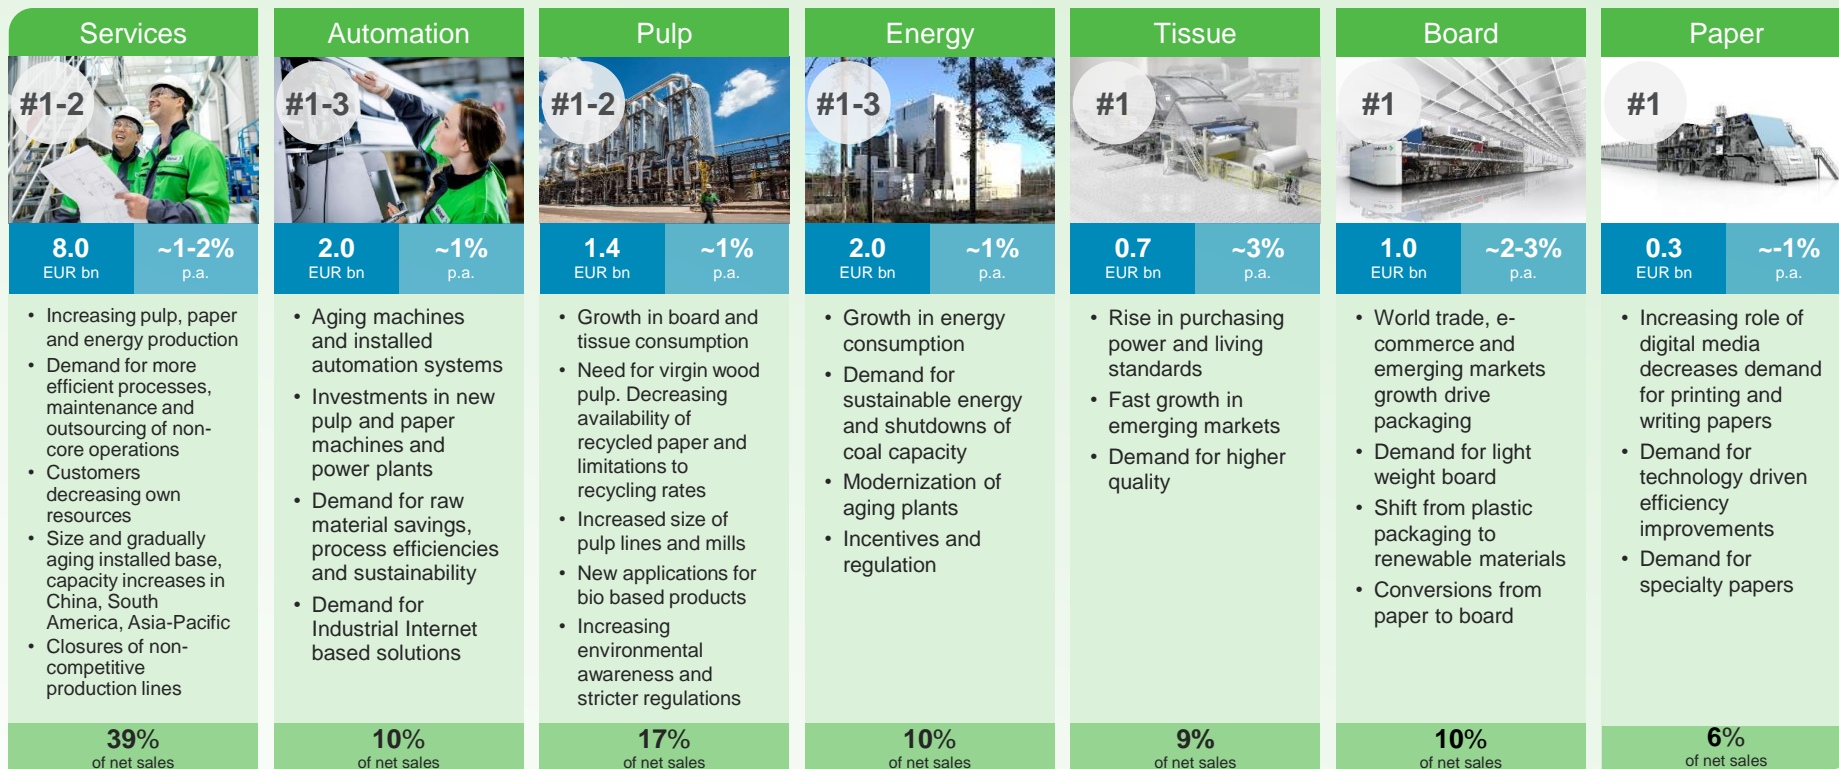 Services
#1-2
8.0
EUR bn
~1-2%
p.a.
• Increasing pulp, paper
and energy production
• Demand for more
efficient processes,
maintenance and
outsourcing of non-
core operations
• Customers
decreasing own
resources
• Size and gradually
aging installed base,
capacity increases in
China, South
America, Asia-Pacific
• Closures of non-
competitive
production lines
39%
of net sales
Automation
#1-3
2.0
EUR bn
~1%
p.a.
• Aging machines
and installed
automation systems
• Investments in new
pulp and paper
machines and
power plants
• Demand for raw
material savings,
process efficiencies
and sustainability
• Demand for
Industrial Internet
based solutions
10%
of net sales
Pulp
#1-2
1.4
EUR bn
~1%
p.a.
• Growth in board and
tissue consumption
• Need for virgin wood
pulp. Decreasing
availability of
recycled paper and
limitations to
recycling rates
• Increased size of
pulp lines and mills
• New applications for
bio based products
• Increasing
environmental
awareness and
stricter regulations
17%
of net sales
Energy
#1-3
2.0
EUR bn
~1%
p.a.
• Growth in energy
consumption
• Demand for
sustainable energy
and shutdowns of
coal capacity
• Modernization of
aging plants
• Incentives and
regulation
10%
of net sales
Tissue
#1
0.7
EUR bn
~3%
p.a.
• Rise in purchasing
power and living
standards
• Fast growth in
emerging markets
• Demand for higher
quality
9%
of net sales
Board
#1
1.0
EUR bn
~2-3%
p.a.
• World trade, e-
commerce and
emerging markets
growth drive
packaging
• Demand for light
weight board
• Shift from plastic
packaging to
renewable materials
• Conversions from
paper to board
10%
of net sales
Paper
#1
0.3
EUR bn
~-1%
p.a.
• Increasing role of
digital media
decreases demand
for printing and
writing papers
• Demand for
technology driven
efficiency
improvements
• Demand for
specialty papers
6%
of net sales